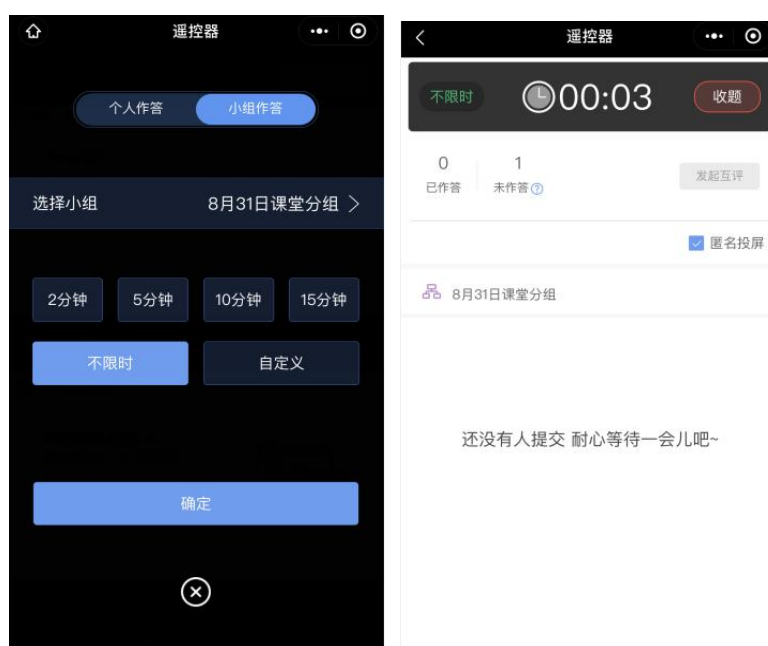 遥控器
个人作答 小组作答
选择小组 8月31日课堂分组
2分钟 5分钟 10分钟 15分钟
不限时 自定义
确定
遥控器
不限时 00:03 收题
0 1
已作答 未作答 发起互评
匿名投屏
8月31日课堂分组
还没有人提交 耐心等待一会儿吧~